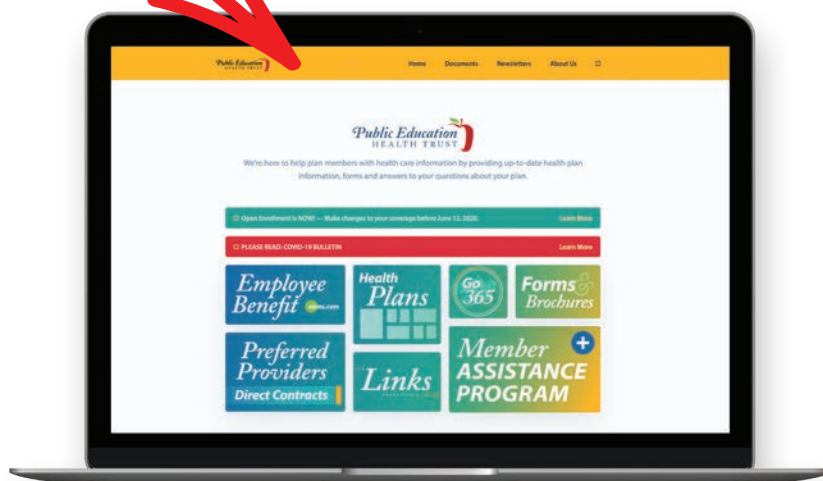 Public Education
HEALTH TRUST
Home Documents Newsletters About Us
Public Education
HEALTH TRUST
We're here to help plan members with health care information by providing up-to-date health plan
information, forms and answers to your questions about your plan.
Open Enrollment is NOW! — Make changes to your coverage before June 12, 2020. Learn More
PLEASE READ: COVID-19 BULLETIN Learn More
Employee
Benefit
Health
Plans
Go
365
Forms
Brochures
Preferred
Providers
Direct Contracts
Links
Member
ASSISTANCE
PROGRAM